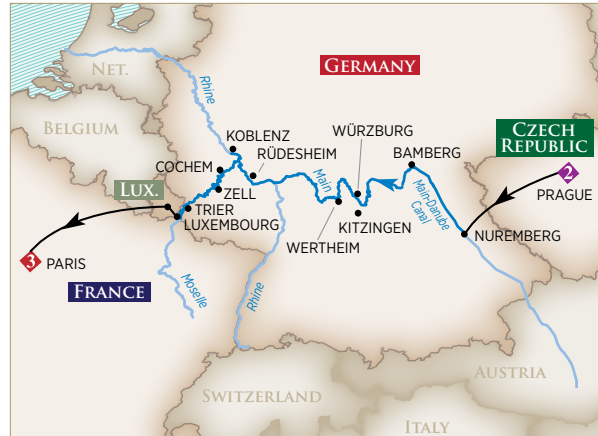 NET.
Rhine
GERMANY
BELGIUM
KOBLENZ
WÜRZBURG
CZECH
REPUBLIC
COCHEM
RÜDESHEIM
BAMBERG
LUX.
ZELL
Main
2
PRAGUE
TRIER
LUXEMBOURG
Main-Danube
Canal
KITZINGEN
WERTHEIM
NUREMBERG
3
PARIS
FRANCE
Moselle
Rhine
AUSTRIA
SWITZERLAND
ITALY